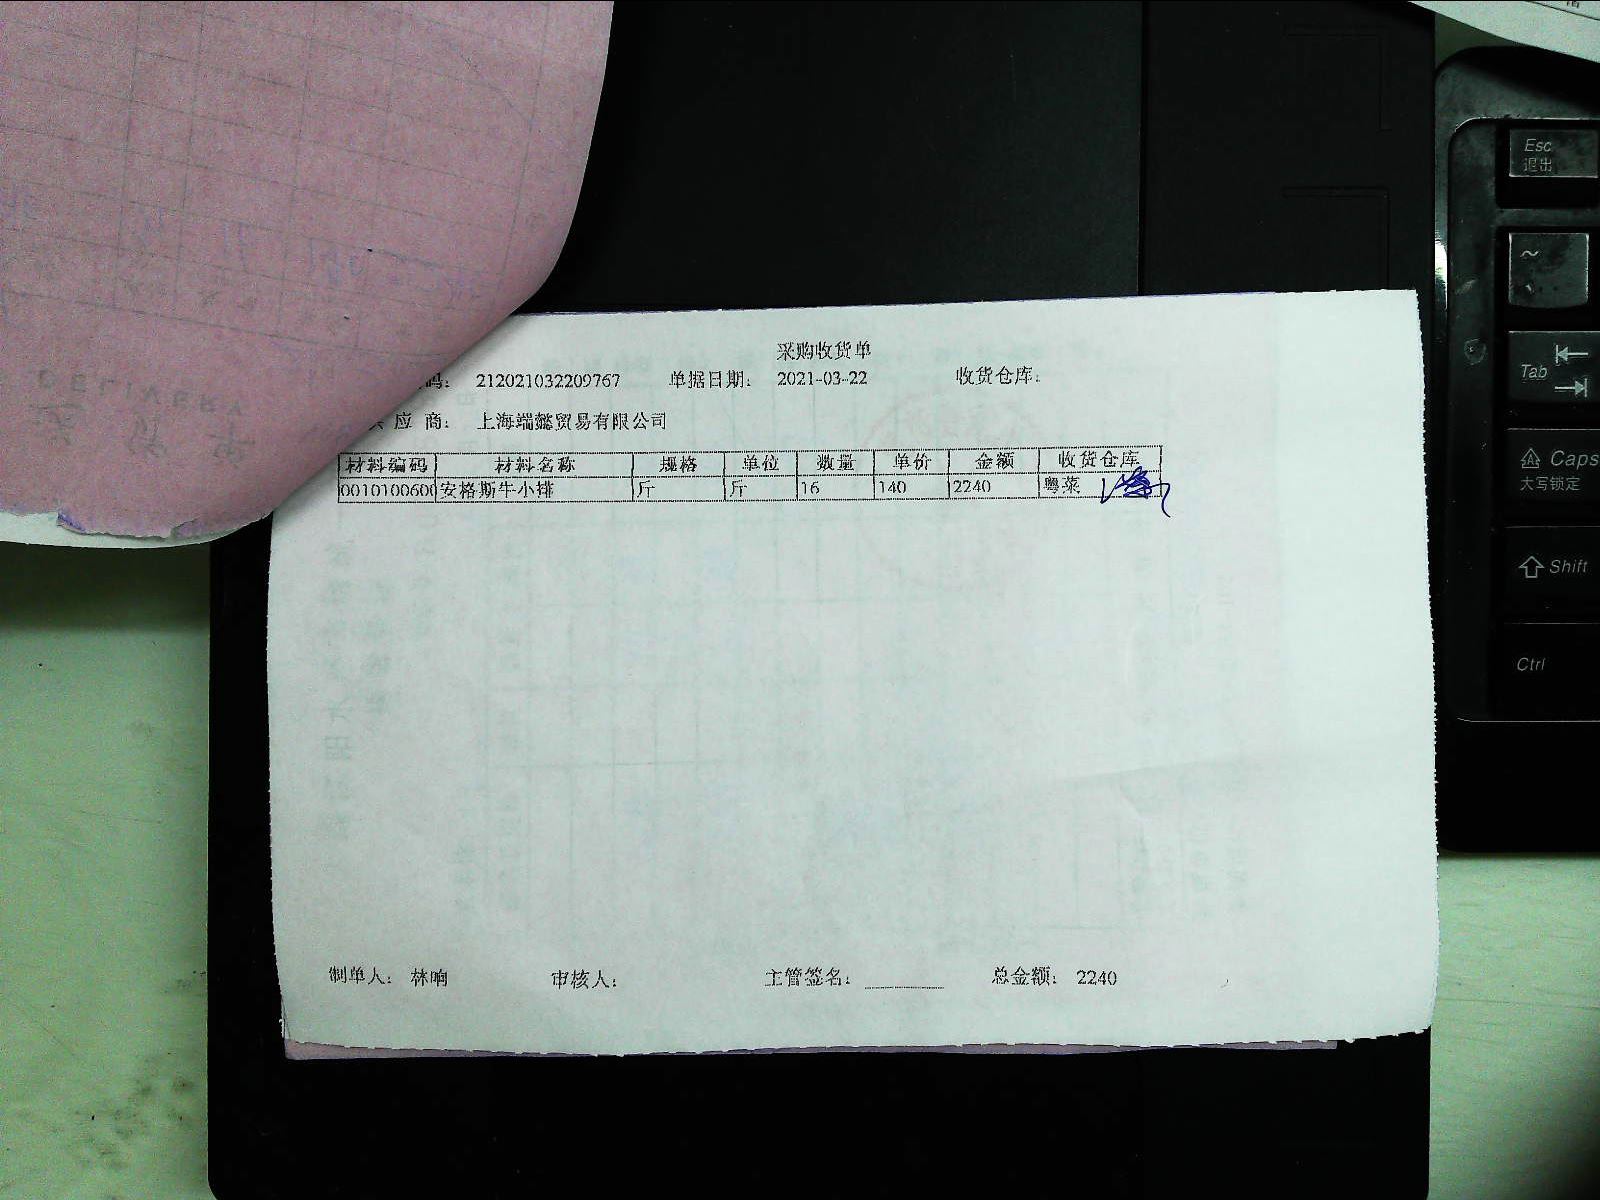 采购收货单
码： 212021032209767 单据日期： 2021-03-22 收货仓库：
应 商： 上海端懿贸易有限公司
材料编码 材料名称 规格 单位 数量 单价 金额 收货仓库
0010100600 安格斯牛小排 斤 斤 16 140 2240 粤菜
制单人： 林晌 审核人： 主管签名： 总金额： 2240
DELIVERY
Esc
退出
~
Tab
Caps
大写锁定
Shift
Ctrl